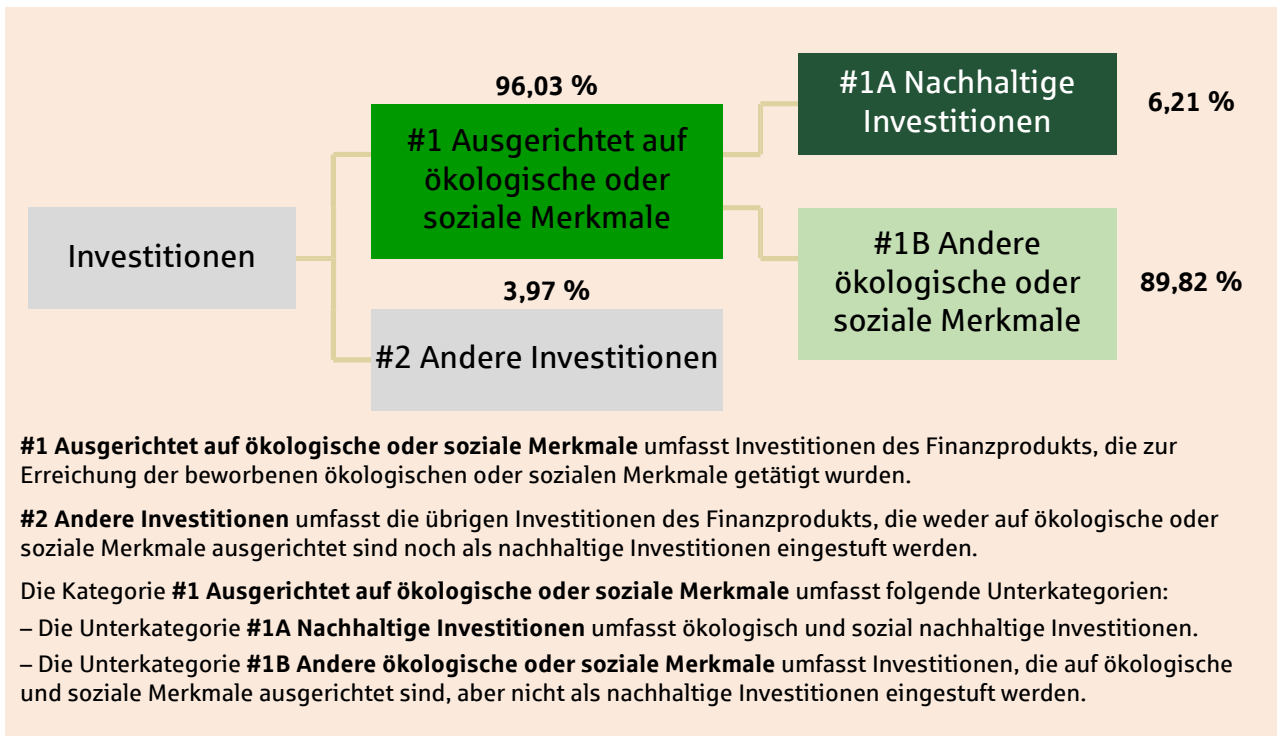 96,03 %
#1 Ausgerichtet auf
ökologische oder
soziale Merkmale
#1A Nachhaltige
Investitionen
6,21 %
Investitionen
#1B Andere
ökologische oder
soziale Merkmale
89,82 %
3,97 %
#2 Andere Investitionen
#1 Ausgerichtet auf ökologische oder soziale Merkmale umfasst Investitionen des Finanzprodukts, die zur
Erreichung der beworbenen ökologischen oder sozialen Merkmale getätigt wurden.
#2 Andere Investitionen umfasst die übrigen Investitionen des Finanzprodukts, die weder auf ökologische oder
soziale Merkmale ausgerichtet sind noch als nachhaltige Investitionen eingestuft werden.
Die Kategorie #1 Ausgerichtet auf ökologische oder soziale Merkmale umfasst folgende Unterkategorien:
– Die Unterkategorie #1A Nachhaltige Investitionen umfasst ökologisch und sozial nachhaltige Investitionen.
– Die Unterkategorie #1B Andere ökologische oder soziale Merkmale umfasst Investitionen, die auf ökologische
und soziale Merkmale ausgerichtet sind, aber nicht als nachhaltige Investitionen eingestuft werden.